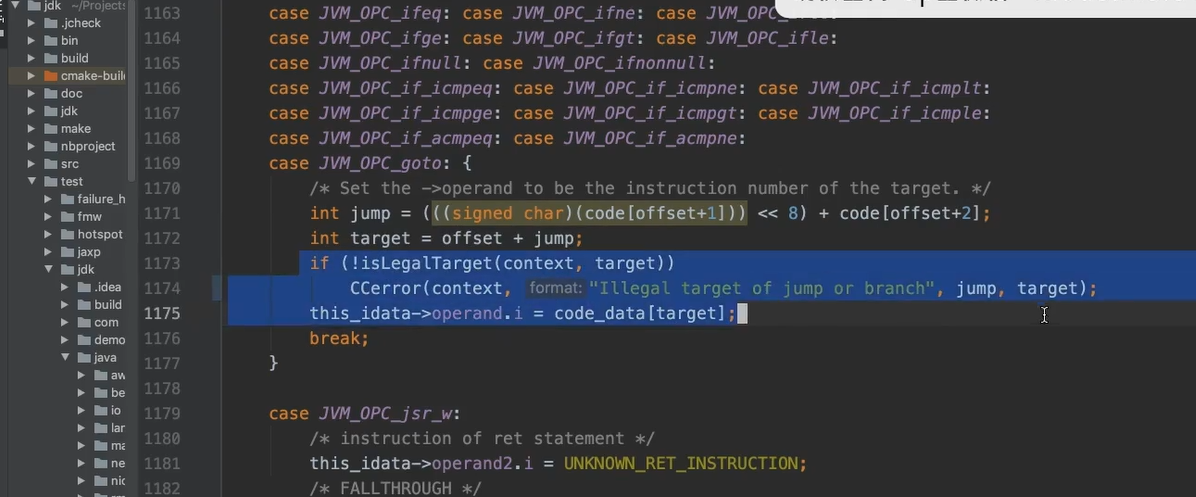 jdk ~/Projects
.jcheck
bin
build
cmake-build
doc
jdk
make
nbproject
src
test
failure_h
fmw
hotspot
jaxp
jdk
.idea
build
com
demo
java
aw
be
io
lan
ma
ne
nio
1163 case JVM_OPC_ifeq: case JVM_OPC_ifne: case
1164 case JVM_OPC_ifge: case JVM_OPC_ifgt: case JVM_OPC_ifle:
1165 case JVM_OPC_ifnull: case JVM_OPC_ifnonnull:
1166 case JVM_OPC_if_icmpeq: case JVM_OPC_if_icmpne: case JVM_OPC_if_icmplt:
1167 case JVM_OPC_if_icmpge: case JVM_OPC_if_icmpgt: case JVM_OPC_if_icmple:
1168 case JVM_OPC_if_acmpeq: case JVM_OPC_if_acmpne:
1169 case JVM_OPC_goto: {
1170 /* Set the ->operand to be the instruction number of the target. */
1171 int jump = (((signed char)(code[offset+1])) << 8) + code[offset+2];
1172 int target = offset + jump;
1173 if (!isLegalTarget(context, target))
1174 CCerror(context, format: "Illegal target of jump or branch", jump, target);
1175 this_idata->operand.i = code_data[target];
1176 break;
1177 }
1178
1179 case JVM_OPC_jsr_w:
1180 /* instruction of ret statement */
1181 this_idata->operand2.i = UNKNOWN_RET_INSTRUCTION;
1182 /* FALLTHROUGH */